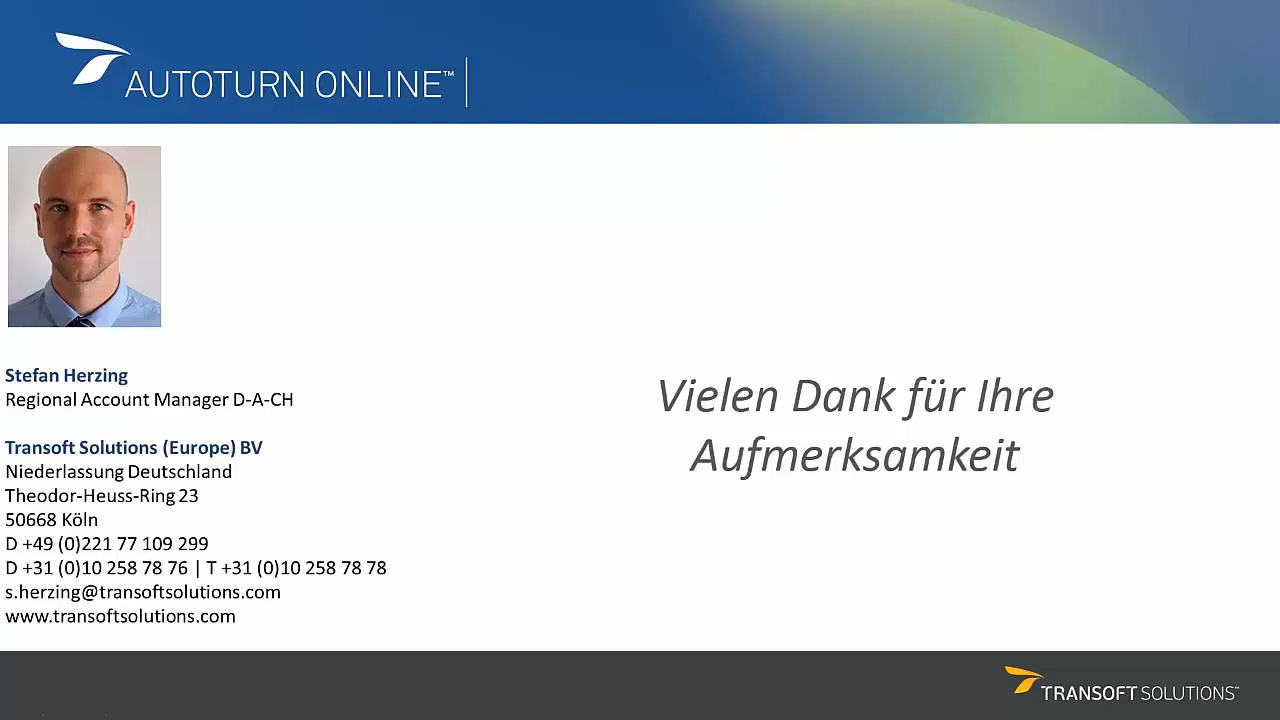 AUTOTURN ONLINE™
Stefan Herzing
Regional Account Manager D-A-CH
Transoft Solutions (Europe) BV
Niederlassung Deutschland
Theodor-Heuss-Ring 23
50668 Köln
D +49 (0)221 77 109 299
D +31 (0)10 258 78 76 | T +31 (0)10 258 78 78
s.herzing@transoftsolutions.com
www.transoftsolutions.com
Vielen Dank für Ihre
Aufmerksamkeit
TRANSOFT SOLUTIONS™